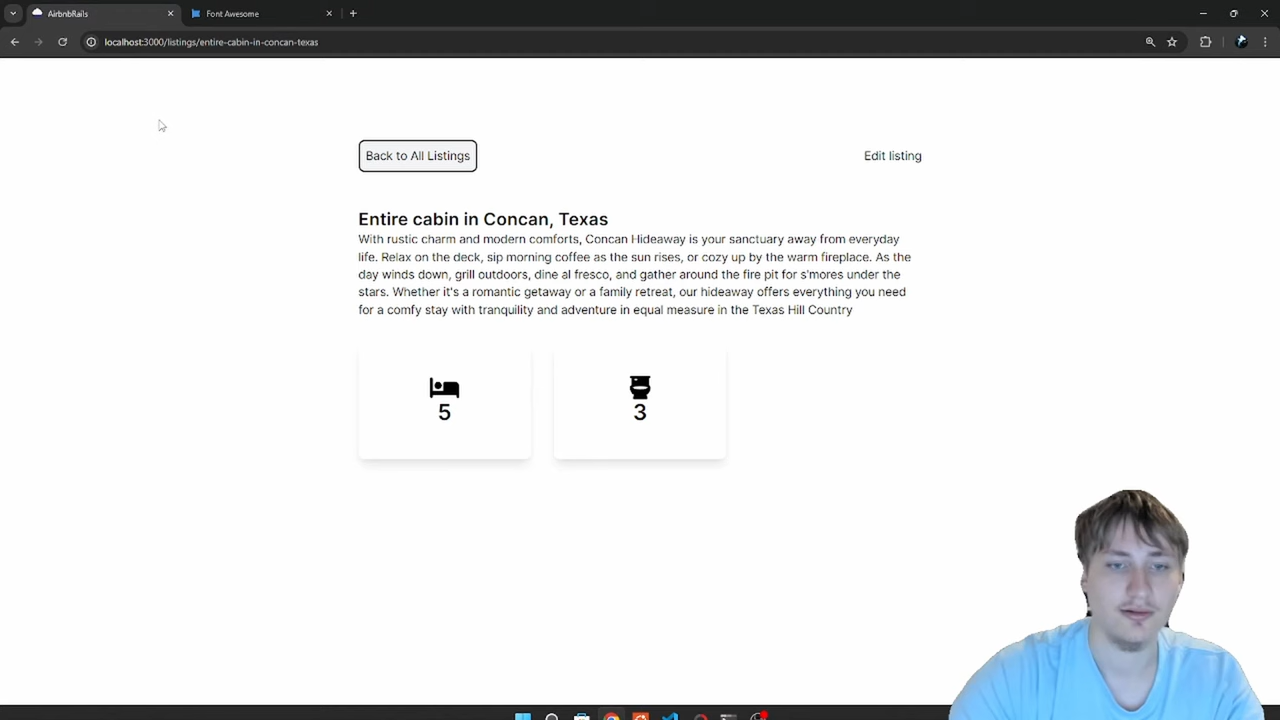 AirbnbRails
Font Awesome
localhost:3000/listings/entire-cabin-in-concan-texas
Back to All Listings
Edit listing
Entire cabin in Concan, Texas
With rustic charm and modern comforts, Concan Hideaway is your sanctuary away from everyday
life. Relax on the deck, sip morning coffee as the sun rises, or cozy up by the warm fireplace. As the
day winds down, grill outdoors, dine al fresco, and gather around the fire pit for s'mores under the
stars. Whether it's a romantic getaway or a family retreat, our hideaway offers everything you need
for a comfy stay with tranquility and adventure in equal measure in the Texas Hill Country
5
3